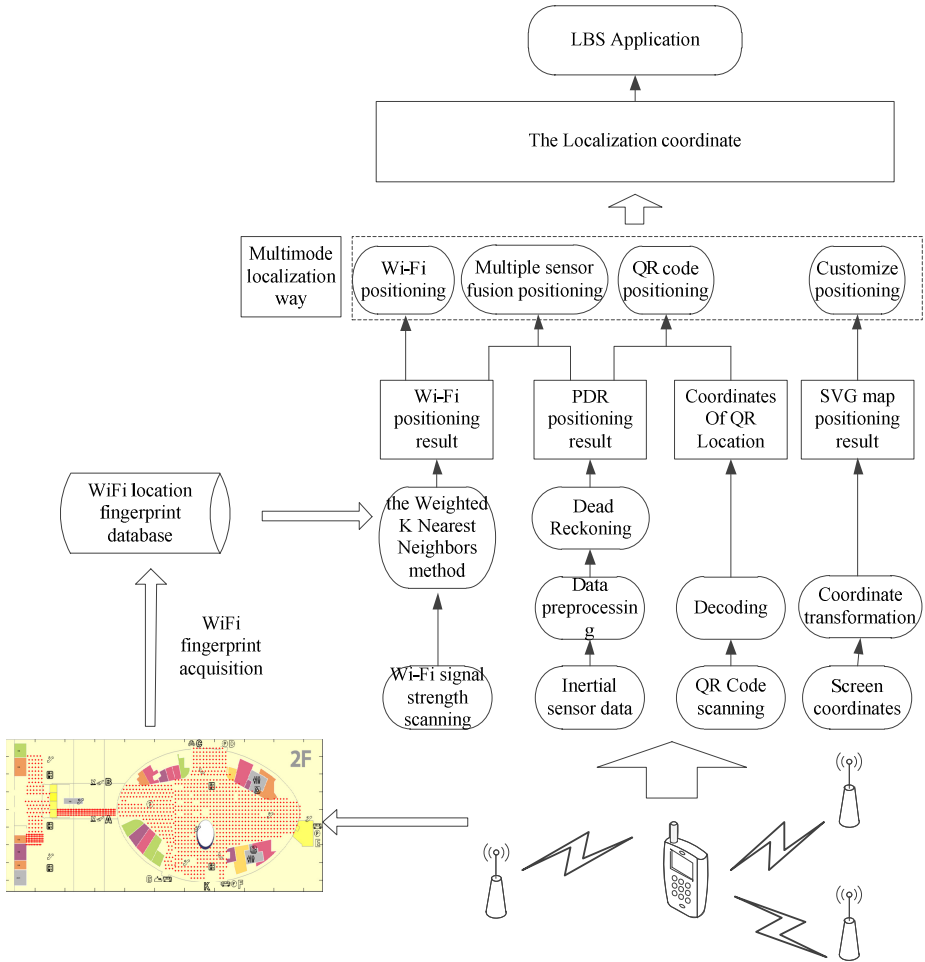 LBS Application
The Localization coordinate
Multimode
localization
way
Wi-Fi
positioning
Multiple sensor
fusion positioning
QR code
positioning
Customize
positioning
Wi-Fi
positioning
result
PDR
positioning
result
Coordinates
Of QR
Location
SVG map
positioning
result
WiFi location
fingerprint
database
the Weighted
K Nearest
Neighbors
method
Dead
Reckoning
Data
preprocessin
g
Decoding
Coordinate
transformation
WiFi
fingerprint
acquisition
Wi-Fi signal
strength scanning
Inertial
sensor data
QR Code
scanning
Screen
coordinates
2F
C
D
B
A
G
K
F